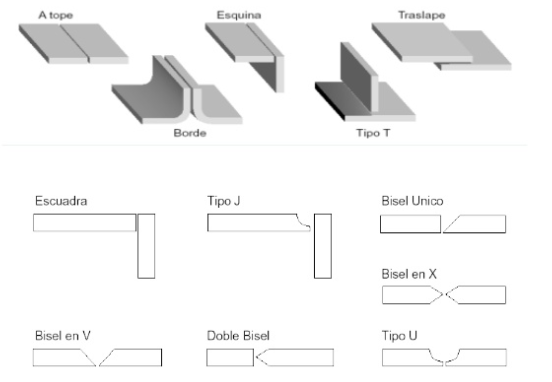 A tope
Esquina
Traslape
Borde
Tipo T
Escuadra
Tipo J
Bisel Unico
Bisel en X
Bisel en V
Doble Bisel
Tipo U